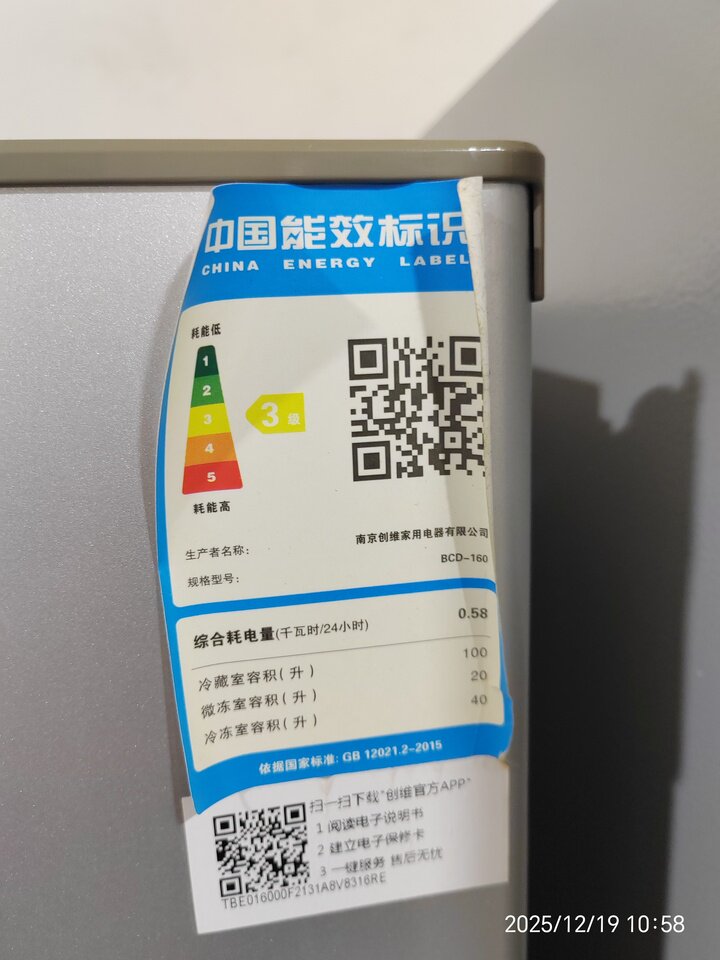 中国能效标识
CHINA ENERGY LABEL
耗能低
1
2
3
4
5
3级
耗能高
生产者名称: 南京创维家用电器有限公司
规格型号: BCD-160
综合耗电量(千瓦时/24小时) 0.58
冷藏室容积(升) 100
微冻室容积(升) 20
冷冻室容积(升) 40
依据国家标准: GB 12021.2-2015
扫一扫下载"创维官方APP"
1 阅读电子说明书
2 建立电子保修卡
3 一键服务 售后无忧
TBE016000F2131A8V8316RE
2025/12/19 10:58